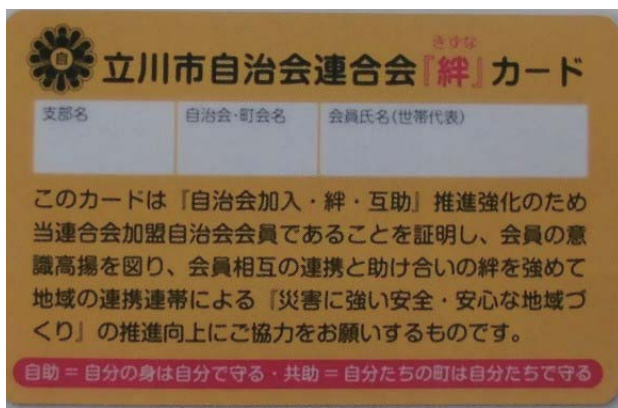 自
きずな
立川市自治会連合会『絆』カード
支部名
自治会・町会名
会員氏名(世帯代表)
このカードは『自治会加入・絆・互助』推進強化のため
当連合会加盟自治会会員であることを証明し、会員の意
識高揚を図り、会員相互の連携と助け合いの絆を強めて
地域の連携連帯による『災害に強い安全・安心な地域づ
くり』の推進向上にご協力をお願いするものです。
自助=自分の身は自分で守る・共助=自分たちの町は自分たちで守る